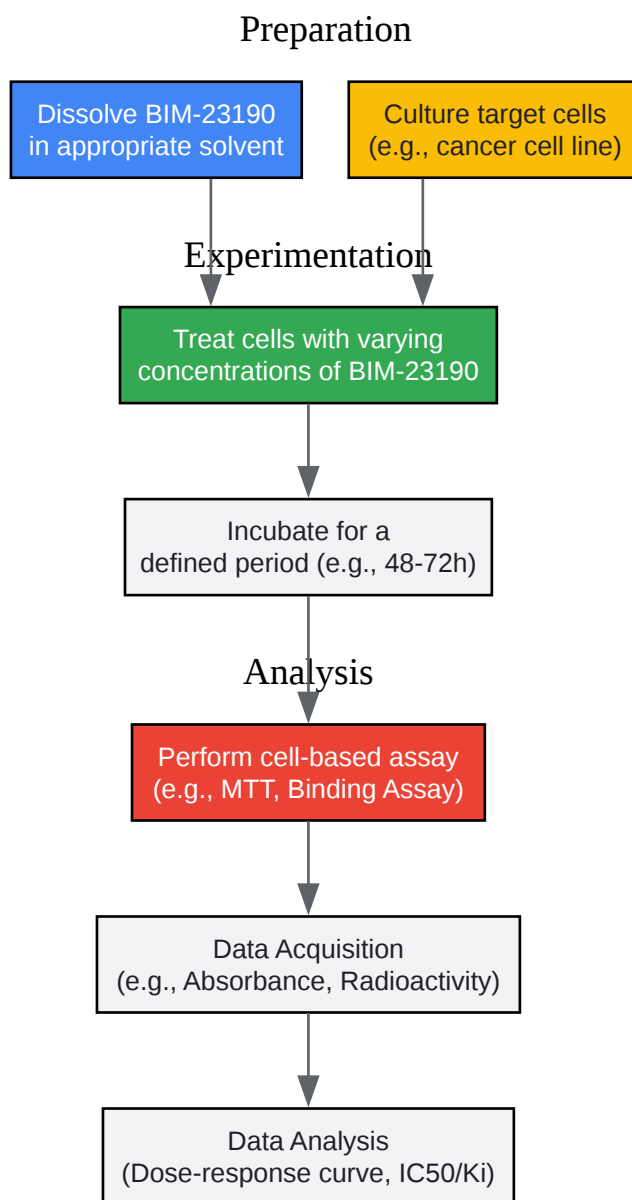 Preparation
Dissolve BIM-23190
in appropriate solvent
Culture target cells
(e.g., cancer cell line)
Experimentation
Treat cells with varying
concentrations of BIM-23190
Incubate for a
defined period (e.g., 48-72h)
Analysis
Perform cell-based assay
(e.g., MTT, Binding Assay)
Data Acquisition
(e.g., Absorbance, Radioactivity)
Data Analysis
(Dose-response curve, IC50/Ki)